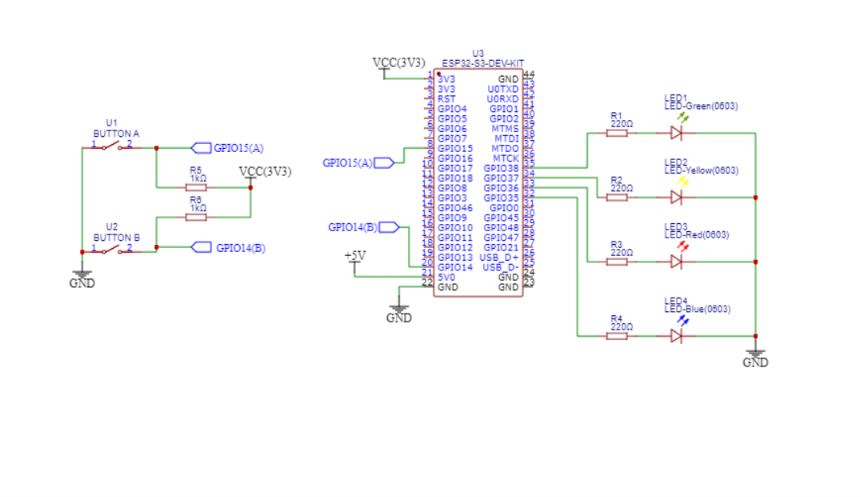 U3
ESP32-S3-DEV-KIT
VCC(3V3)
1 3V3 GND 44
2 3V3 U0TXD 43
3 RST U0RXD 42
4 GPIO4 GPIO1 41
5 GPIO5 GPIO2 40
6 GPIO6 MTMS 39
7 GPIO7 MTDI 38
8 GPIO15 MTDO 37
9 GPIO16 MTCK 36
10 GPIO17 GPIO38 35
11 GPIO18 GPIO37 34
12 GPIO8 GPIO36 33
13 GPIO3 GPIO35 32
14 GPIO46 GPIO0 31
15 GPIO9 GPIO45 30
16 GPIO10 GPIO48 29
17 GPIO11 GPIO47 28
18 GPIO12 GPIO21 27
19 GPIO13 USB_D+ 26
20 GPIO14 USB_D- 25
21 5V0 GND 24
22 GND GND 23
GPIO15(A)
GPIO14(B)
+5V
GND
U1
BUTTON A
1 2
GPIO15(A)
R5
1kΩ
VCC(3V3)
R6
1kΩ
U2
BUTTON B
1 2
GPIO14(B)
GND
R1
220Ω
LED1
LED-Green(0603)
R2
220Ω
LED2
LED-Yellow(0603)
R3
220Ω
LED3
LED-Red(0603)
R4
220Ω
LED4
LED-Blue(0603)
GND